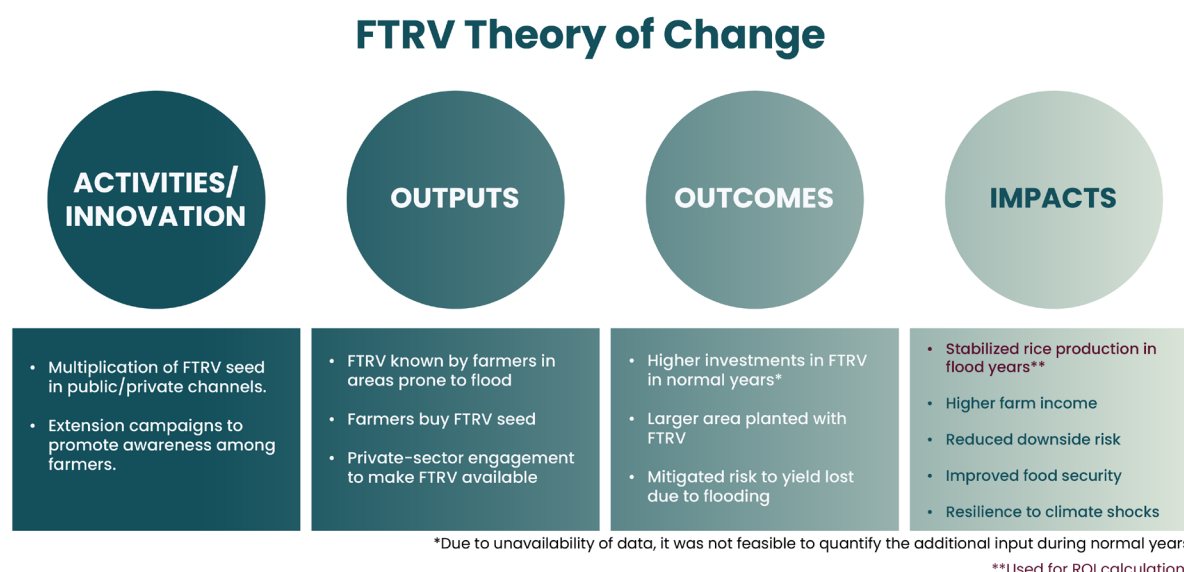 FTRV Theory of Change
ACTIVITIES/
INNOVATION
OUTPUTS
OUTCOMES
IMPACTS
• Multiplication of FTRV seed
in public/private channels.
• Extension campaigns to
promote awareness among
farmers.
• FTRV known by farmers in
areas prone to flood
• Farmers buy FTRV seed
• Private-sector engagement
to make FTRV available
• Higher investments in FTRV
in normal years*
• Larger area planted with
FTRV
• Mitigated risk to yield lost
due to flooding
• Stabilized rice production in
flood years**
• Higher farm income
• Reduced downside risk
• Improved food security
• Resilience to climate shocks
*Due to unavailability of data, it was not feasible to quantify the additional input during normal years
**Used for ROI calculation